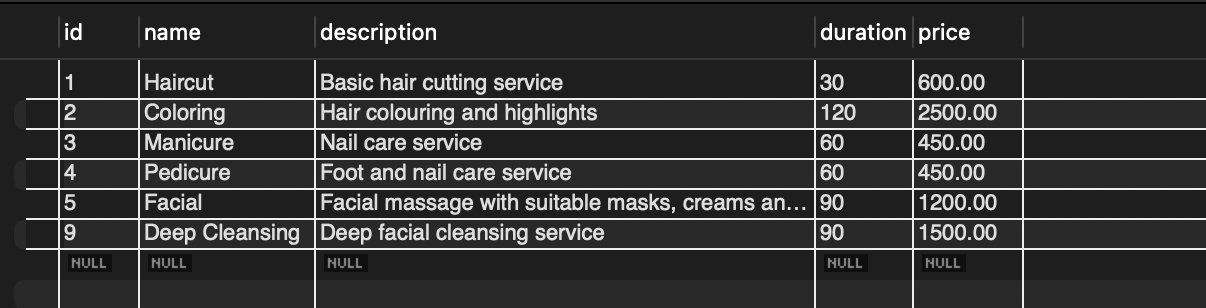 id name description duration price
1 Haircut Basic hair cutting service 30 600.00
2 Coloring Hair colouring and highlights 120 2500.00
3 Manicure Nail care service 60 450.00
4 Pedicure Foot and nail care service 60 450.00
5 Facial Facial massage with suitable masks, creams an... 90 1200.00
9 Deep Cleansing Deep facial cleansing service 90 1500.00
NULL NULL NULL NULL NULL